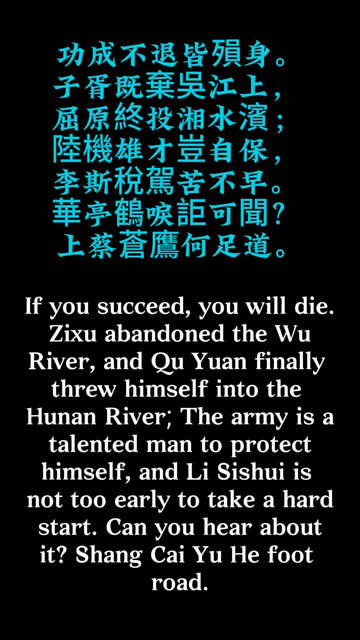 功成不退皆殞身。
子胥既棄吳江上，
屈原終投湘水濱；
陸機雄才豈自保，
李斯稅駕苦不早。
華亭鶴唳詎可聞？
上蔡蒼鷹何足道。
If you succeed, you will die.
Zixu abandoned the Wu
River, and Qu Yuan finally
threw himself into the
Hunan River; The army is a
talented man to protect
himself, and Li Sishui is
not too early to take a hard
start. Can you hear about
it? Shang Cai Yu He foot
road.